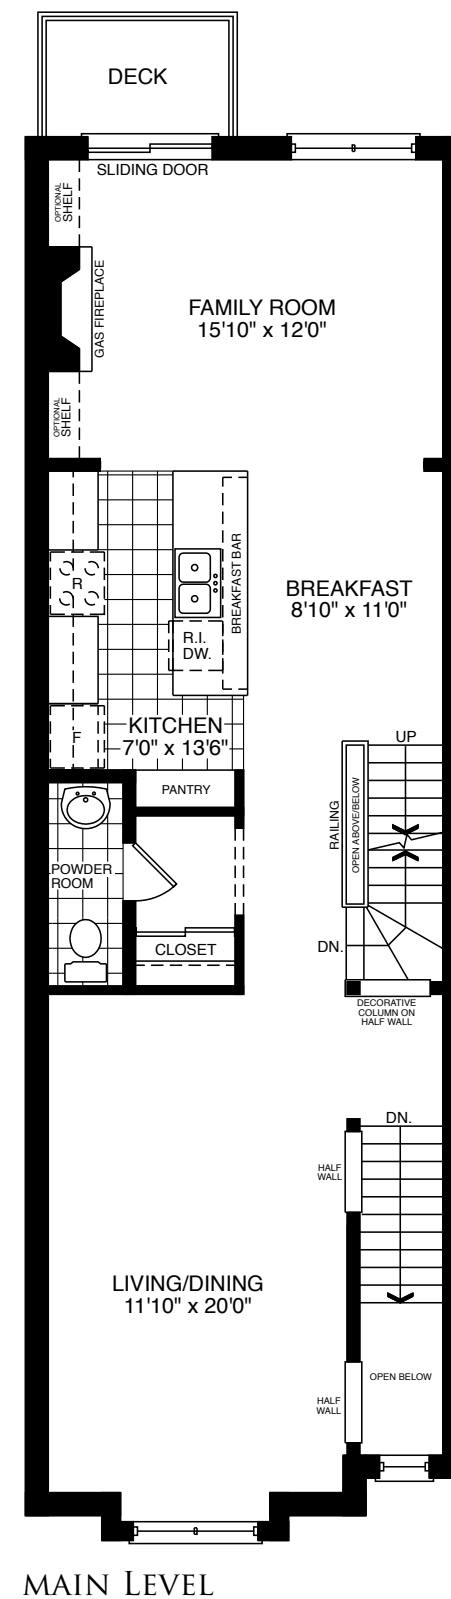 DECK
SLIDING DOOR
OPTIONAL
SHELF
GAS FIREPLACE
FAMILY ROOM
15'10" x 12'0"
OPTIONAL
SHELF
R
BREAKFAST BAR
BREAKFAST
8'10" x 11'0"
R.I.
DW.
F
KITCHEN
7'0" x 13'6"
UP
PANTRY
RAILING
OPEN ABOVE/BELOW
POWDER
ROOM
CLOSET
DN.
DECORATIVE
COLUMN ON
HALF WALL
DN.
HALF
WALL
LIVING/DINING
11'10" x 20'0"
OPEN BELOW
HALF
WALL
MAIN LEVEL